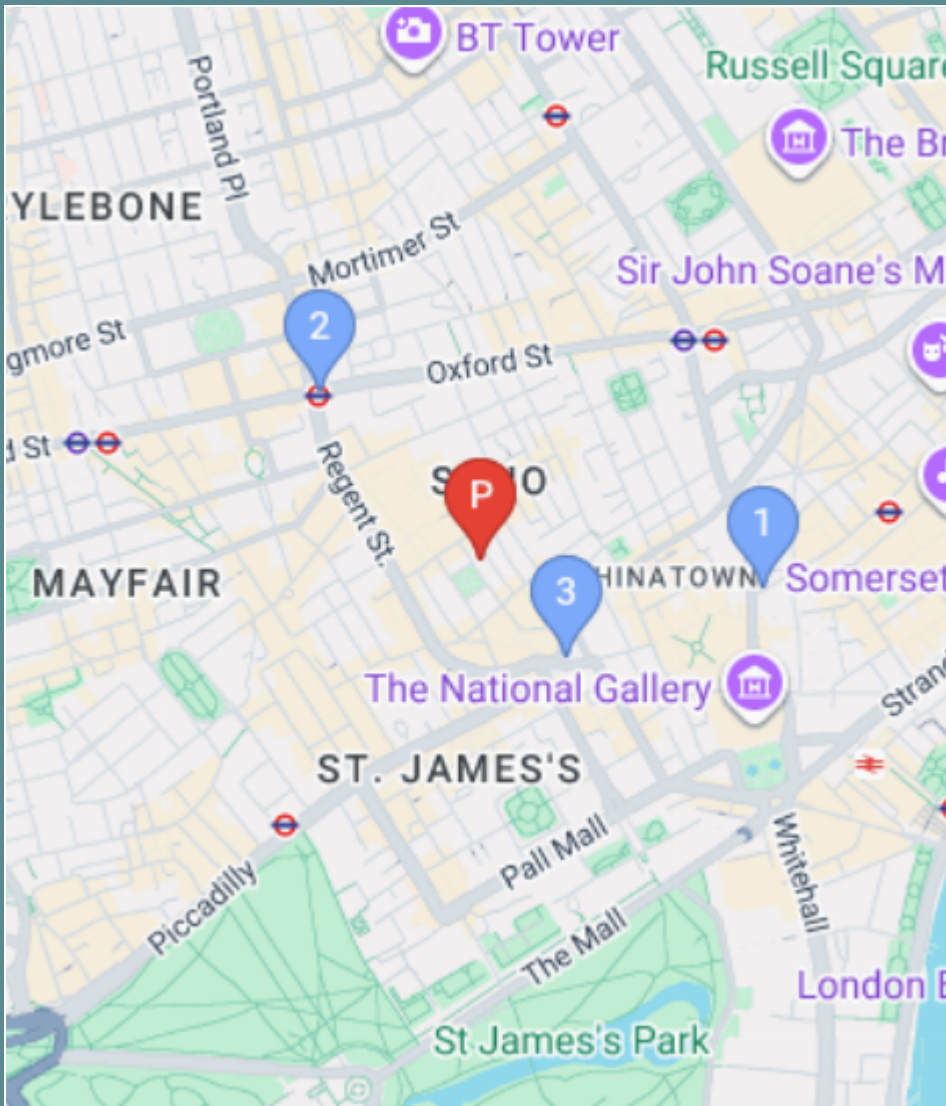 BT Tower
Russell Square
Portland Pl
The Br
YLEBONE
Mortimer St
Sir John Soane's M
gmore St
2
Oxford St
d St
Regent St.
S HO
P
1
MAYFAIR
3
HINATOWN
Somerset
The National Gallery
Strand
ST. JAMES'S
Pall Mall
Whitehall
Piccadilly
The Mall
London E
St James's Park